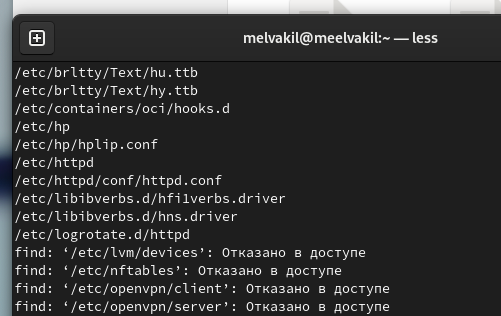 melvakil@meelvakil:~ — less
/etc/brltty/Text/hu.ttb
/etc/brltty/Text/hy.ttb
/etc/containers/oci/hooks.d
/etc/hp
/etc/hp/hplip.conf
/etc/httpd
/etc/httpd/conf/httpd.conf
/etc/libibverbs.d/hfi1verbs.driver
/etc/libibverbs.d/hns.driver
/etc/logrotate.d/httpd
find: ‘/etc/lvm/devices’: Отказано в доступе
find: ‘/etc/nftables’: Отказано в доступе
find: ‘/etc/openvpn/client’: Отказано в доступе
find: ‘/etc/openvpn/server’: Отказано в доступе